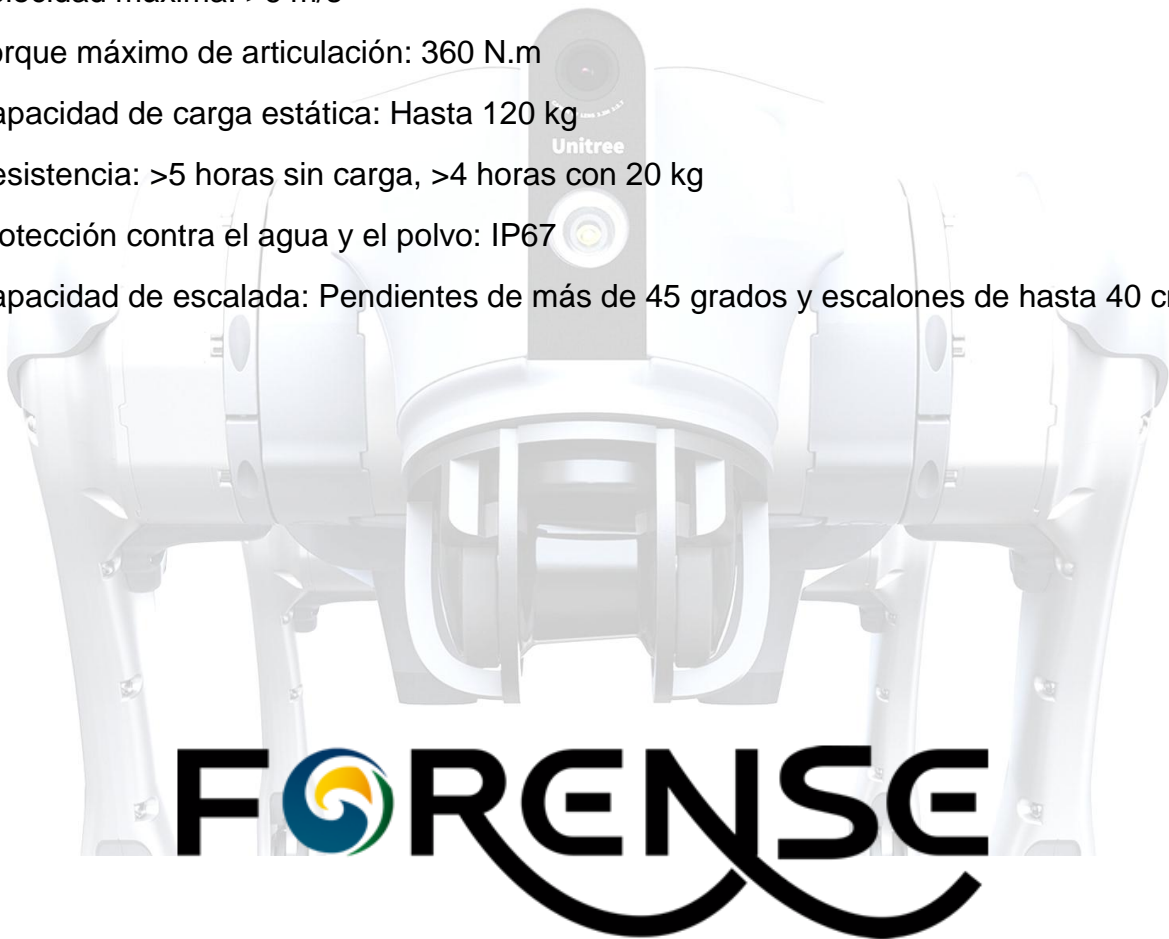 orque máximo de articulación: 360 N.m
apacidad de carga estática: Hasta 120 kg
Unitree
esistencia: >5 horas sin carga, >4 horas con 20 kg
otección contra el agua y el polvo: IP67
apacidad de escalada: Pendientes de más de 45 grados y escalones de hasta 40 c
FORENSE